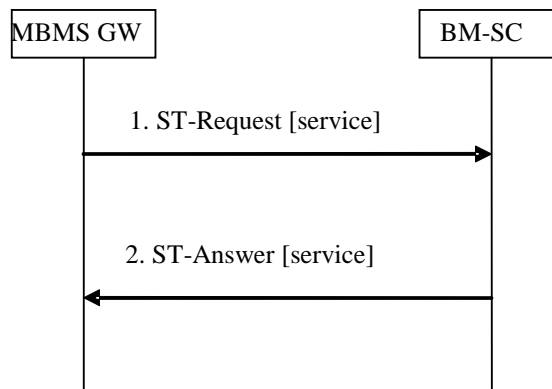 MBMS GW
BM-SC
1. ST-Request [service]
2. ST-Answer [service]